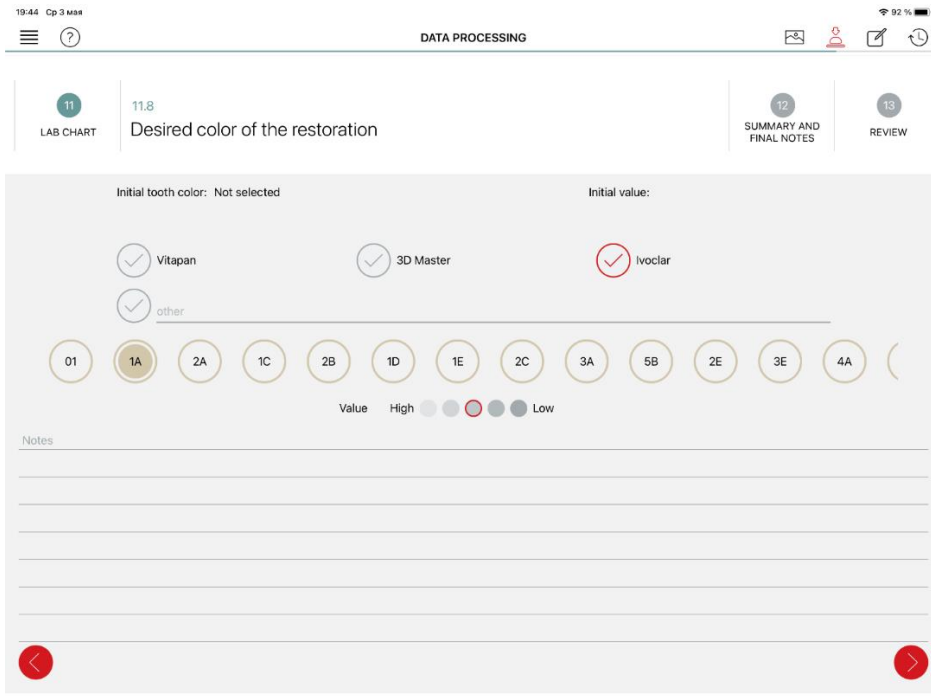 19:44 Ср 3 мая 92 %
? DATA PROCESSING
11 LAB CHART
11.8
Desired color of the restoration
12 SUMMARY AND
FINAL NOTES
13 REVIEW
Initial tooth color: Not selected Initial value:
Vitapan 3D Master Ivoclar
other
01 1A 2A 1C 2B 1D 1E 2C 3A 5B 2E 3E 4A
Value High Low
Notes